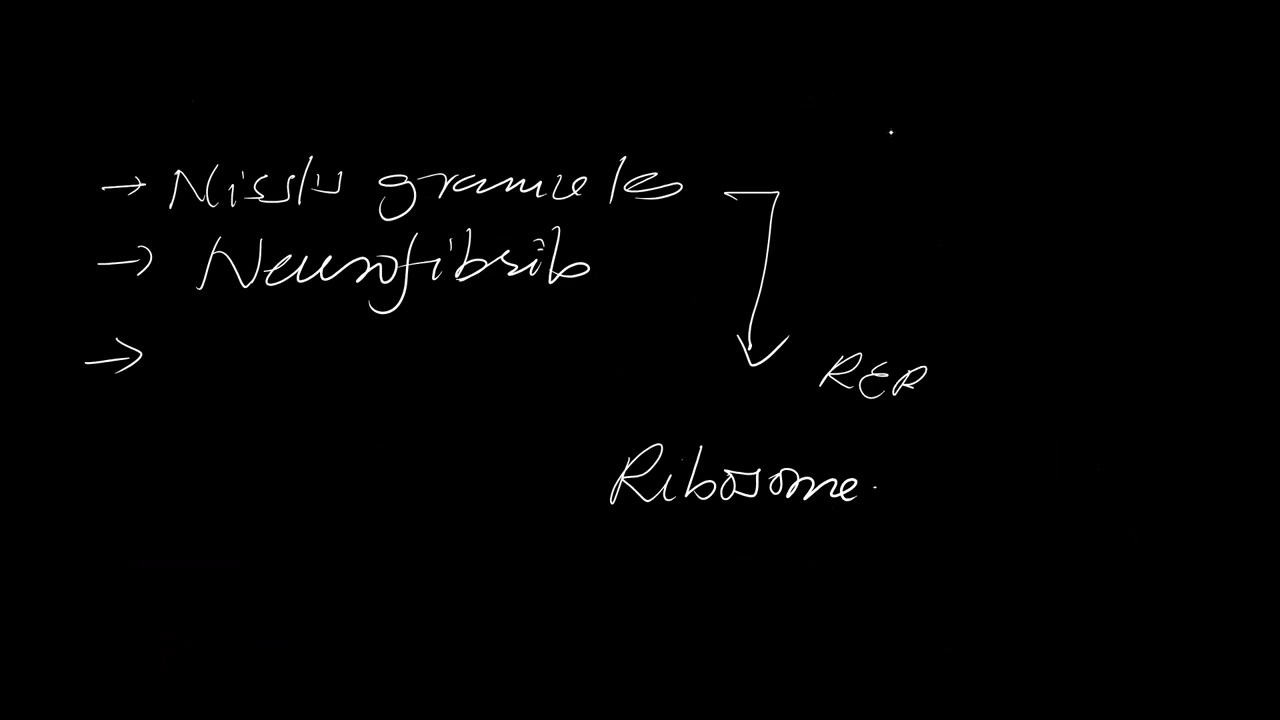 → Nissl's granules
→ Neurofibrils
→
RER
Ribosome.